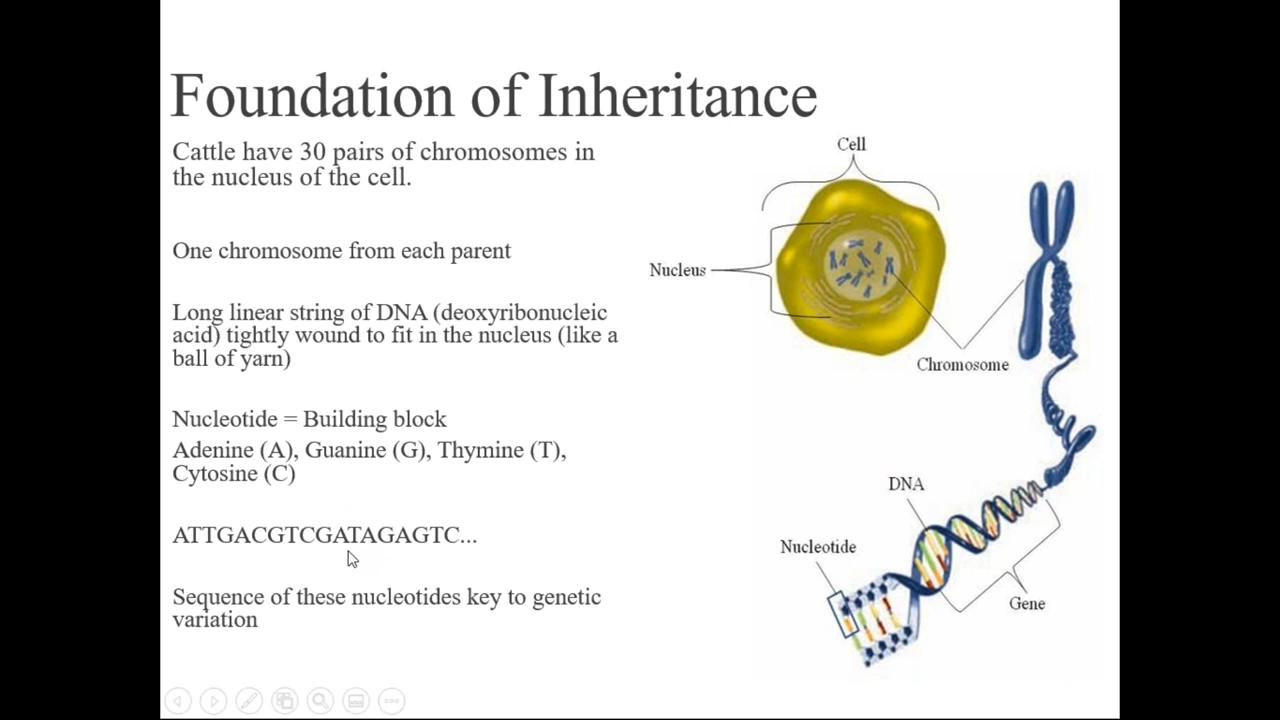 Foundation of Inheritance
Cattle have 30 pairs of chromosomes in
the nucleus of the cell.
One chromosome from each parent
Long linear string of DNA (deoxyribonucleic
acid) tightly wound to fit in the nucleus (like a
ball of yarn)
Nucleotide = Building block
Adenine (A), Guanine (G), Thymine (T),
Cytosine (C)
ATTGACGTCGATAGAGTC...
Sequence of these nucleotides key to genetic
variation
Cell
Nucleus
Chromosome
DNA
Nucleotide
Gene